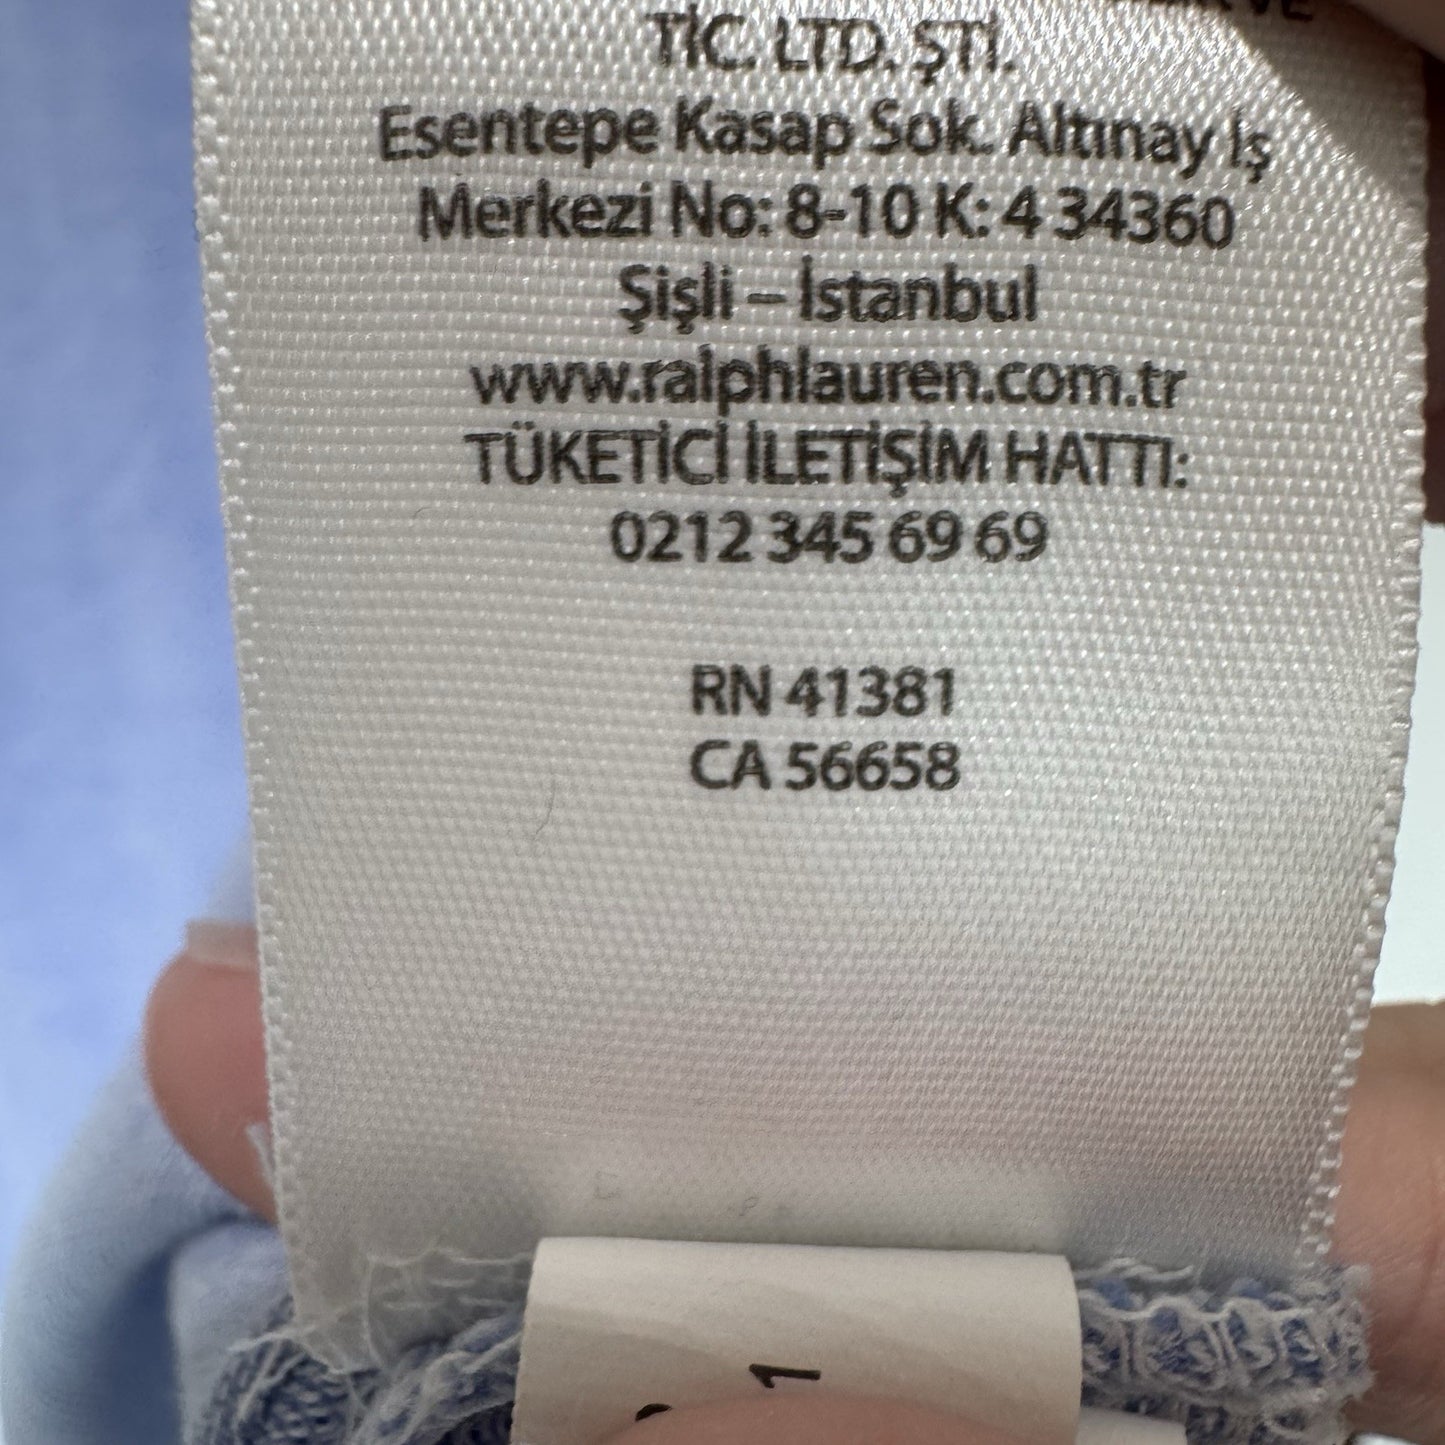 TİC. LTD. ŞTİ.
Esentepe Kasap Sok. Altınay İş
Merkezi No: 8-10 K: 4 34360
Şişli – İstanbul
www.ralphlauren.com.tr
TÜKETİCİ İLETİŞİM HATTI:
0212 345 69 69
RN 41381
CA 56658
1